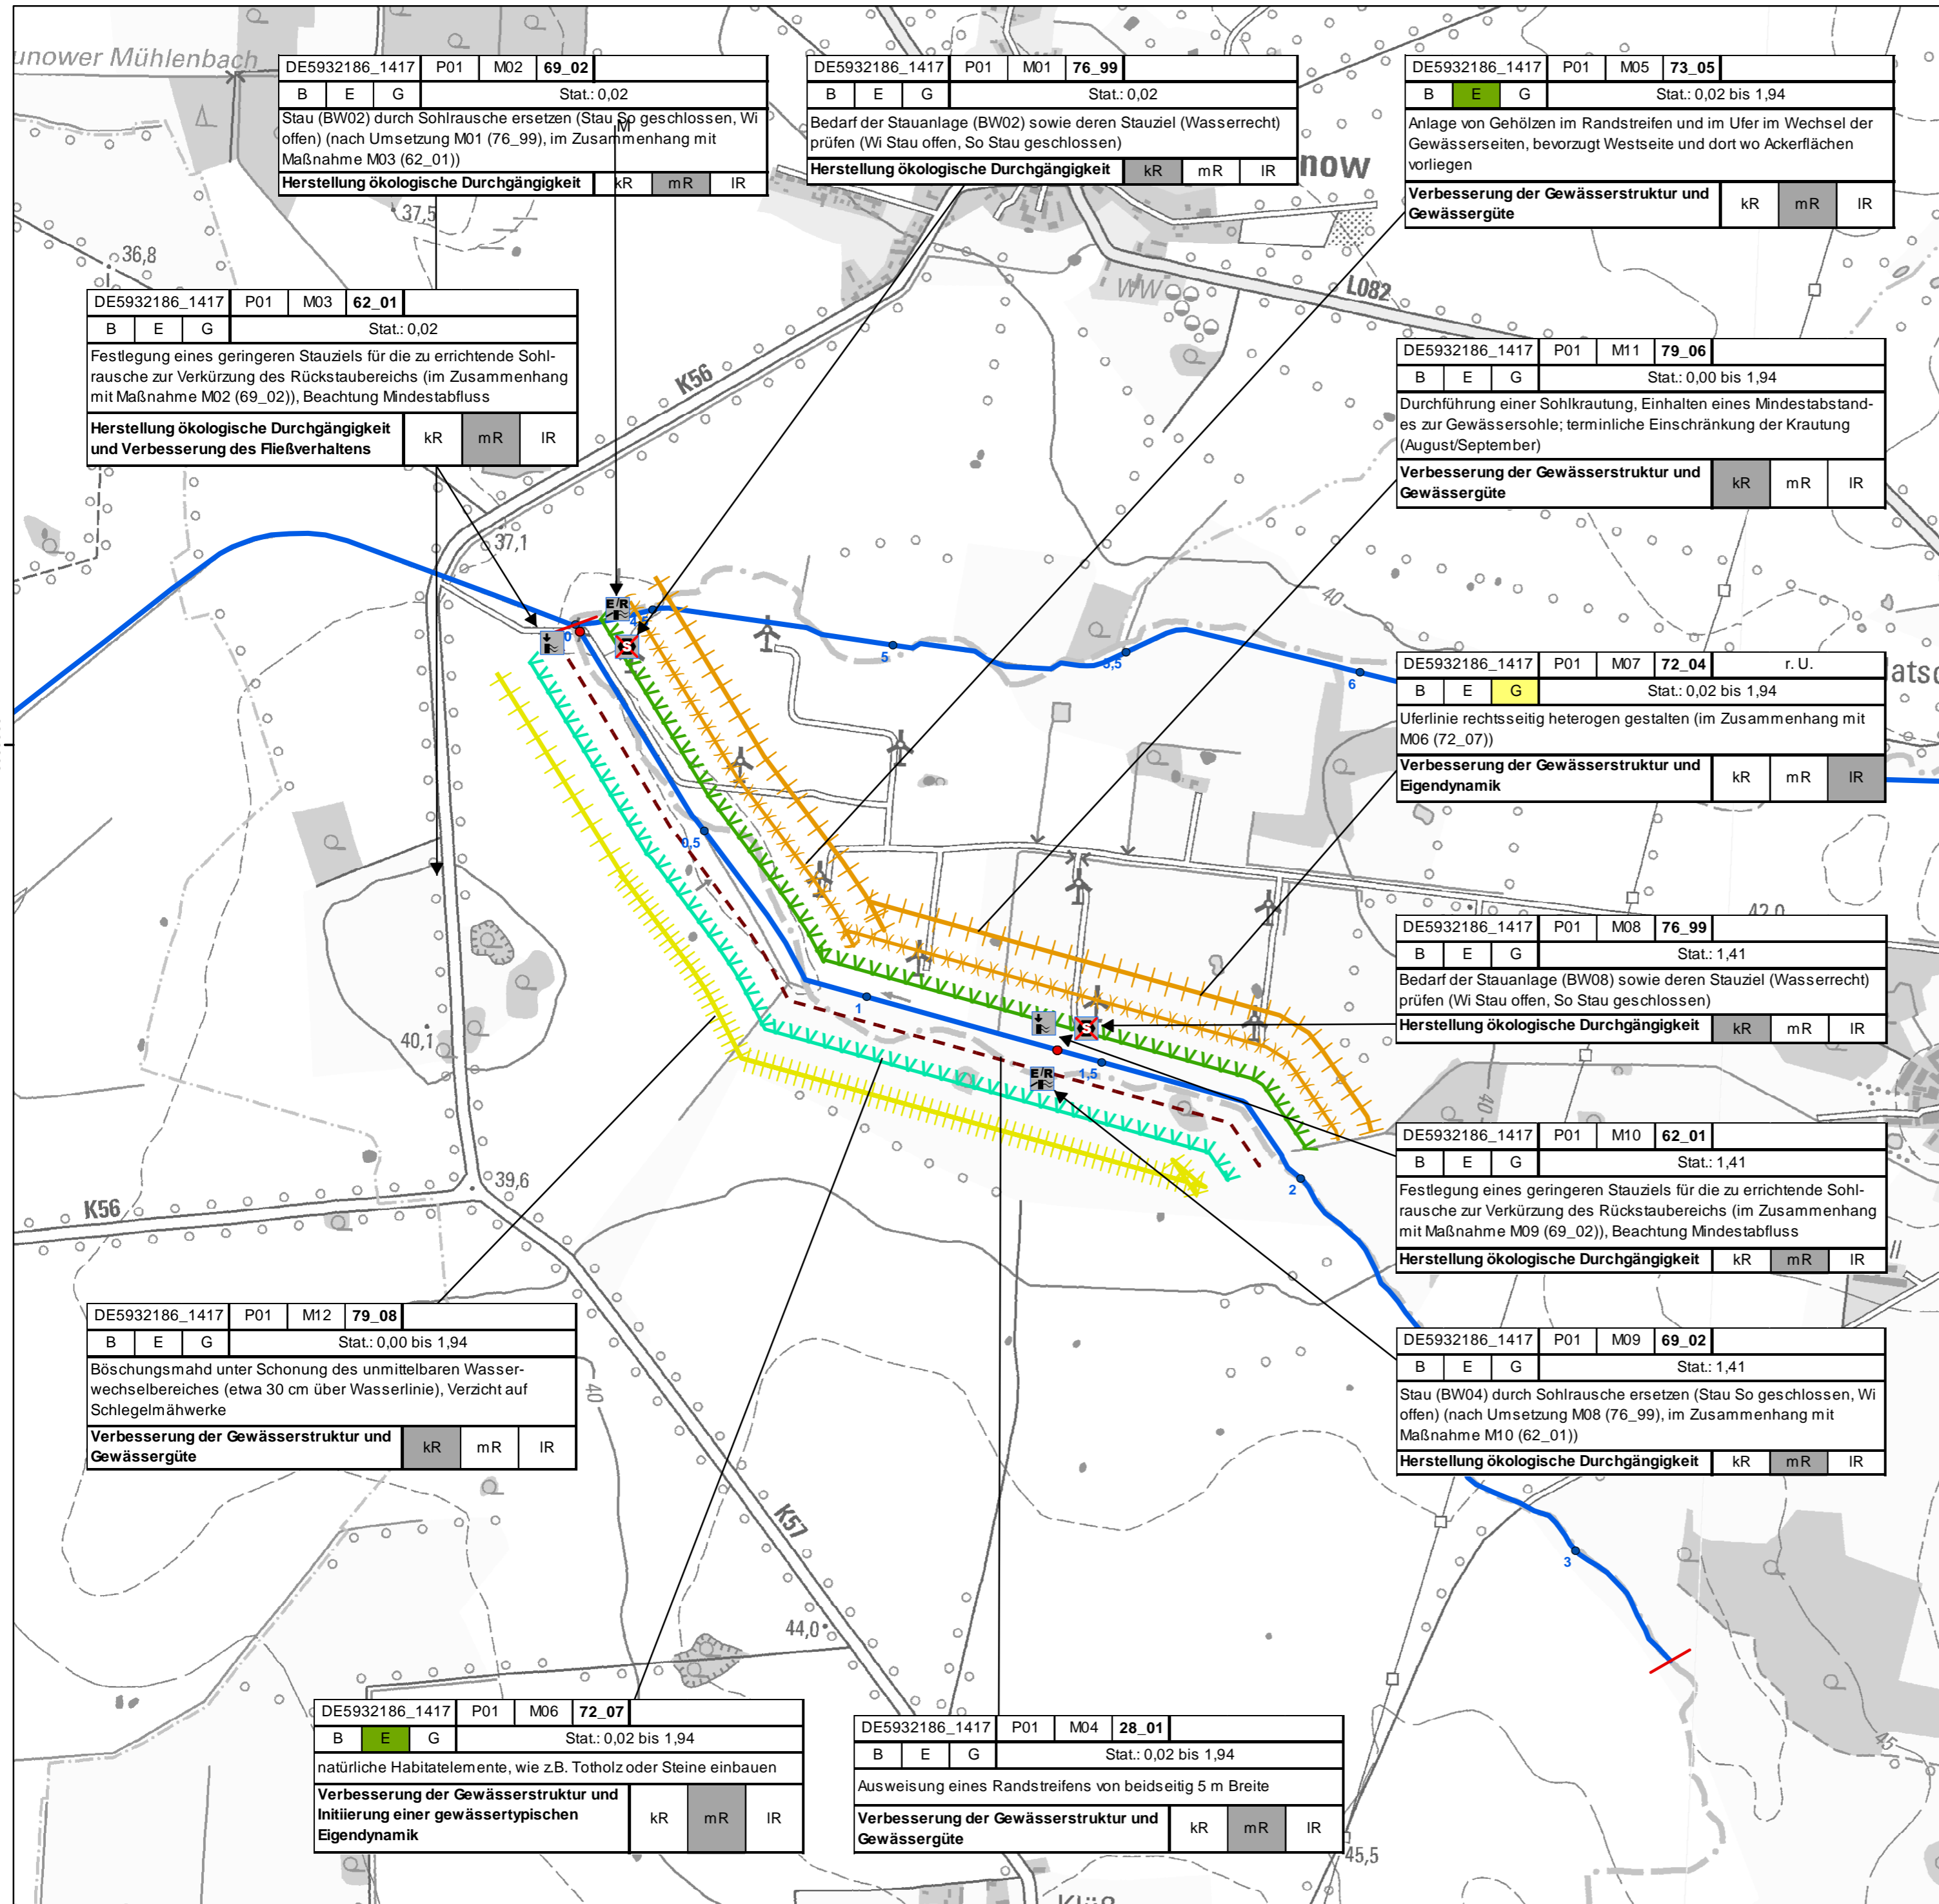 unower Mühlenbach
DE5932186_1417 P01 M02 69_02
B E G Stat.: 0,02
Stau (BW02) durch Sohlrausche ersetzen (Stau So geschlossen, Wi
offen) (nach Umsetzung M01 (76_99), im Zusammenhang mit
Maßnahme M03 (62_01))
Herstellung ökologische Durchgängigkeit kR mR lR
M
DE5932186_1417 P01 M01 76_99
B E G Stat.: 0,02
Bedarf der Stauanlage (BW02) sowie deren Stauziel (Wasserrecht)
prüfen (Wi Stau offen, So Stau geschlossen)
Herstellung ökologische Durchgängigkeit kR mR lR
DE5932186_1417 P01 M05 73_05
B E G Stat.: 0,02 bis 1,94
Anlage von Gehölzen im Randstreifen und im Ufer im Wechsel der
Gewässerseiten, bevorzugt Westseite und dort wo Ackerflächen
vorliegen
Verbesserung der Gewässerstruktur und
Gewässergüte kR mR lR
now
37,5
36,8
WW
L082
DE5932186_1417 P01 M03 62_01
B E G Stat.: 0,02
Festlegung eines geringeren Stauziels für die zu errichtende Sohl-
rausche zur Verkürzung des Rückstaubereichs (im Zusammenhang
mit Maßnahme M02 (69_02)), Beachtung Mindestabfluss
Herstellung ökologische Durchgängigkeit
und Verbesserung des Fließverhaltens kR mR lR
K56
DE5932186_1417 P01 M11 79_06
B E G Stat.: 0,00 bis 1,94
Durchführung einer Sohlkrautung, Einhalten eines Mindestabstand-
es zur Gewässersohle; terminliche Einschränkung der Krautung
(August/September)
Verbesserung der Gewässerstruktur und
Gewässergüte kR mR lR
37,1
40
E/R
0
4,5
S
5
5,5
6
DE5932186_1417 P01 M07 72_04 r. U.
B E G Stat.: 0,02 bis 1,94
Uferlinie rechtsseitig heterogen gestalten (im Zusammenhang mit
M06 (72_07))
Verbesserung der Gewässerstruktur und
Eigendynamik kR mR lR
latsc
0,5
42,0
DE5932186_1417 P01 M08 76_99
B E G Stat.: 1,41
Bedarf der Stauanlage (BW08) sowie deren Stauziel (Wasserrecht)
prüfen (Wi Stau offen, So Stau geschlossen)
Herstellung ökologische Durchgängigkeit kR mR lR
1
S
40,1
1,5
E/R
40
DE5932186_1417 P01 M10 62_01
B E G Stat.: 1,41
Festlegung eines geringeren Stauziels für die zu errichtende Sohl-
rausche zur Verkürzung des Rückstaubereichs (im Zusammenhang
mit Maßnahme M09 (69_02)), Beachtung Mindestabfluss
Herstellung ökologische Durchgängigkeit kR mR lR
39,6
2
K56
DE5932186_1417 P01 M12 79_08
B E G Stat.: 0,00 bis 1,94
Böschungsmahd unter Schonung des unmittelbaren Wasser-
wechselbereiches (etwa 30 cm über Wasserlinie), Verzicht auf
Schlegelmähwerke
Verbesserung der Gewässerstruktur und
Gewässergüte kR mR lR
40
DE5932186_1417 P01 M09 69_02
B E G Stat.: 1,41
Stau (BW04) durch Sohlrausche ersetzen (Stau So geschlossen, Wi
offen) (nach Umsetzung M08 (76_99), im Zusammenhang mit
Maßnahme M10 (62_01))
Herstellung ökologische Durchgängigkeit kR mR lR
K57
3
44,0
45
DE5932186_1417 P01 M06 72_07
B E G Stat.: 0,02 bis 1,94
natürliche Habitatelemente, wie z.B. Totholz oder Steine einbauen
Verbesserung der Gewässerstruktur und
Initiierung einer gewässertypischen
Eigendynamik kR mR lR
DE5932186_1417 P01 M04 28_01
B E G Stat.: 0,02 bis 1,94
Ausweisung eines Randstreifens von beidseitig 5 m Breite
Verbesserung der Gewässerstruktur und
Gewässergüte kR mR lR
45,5